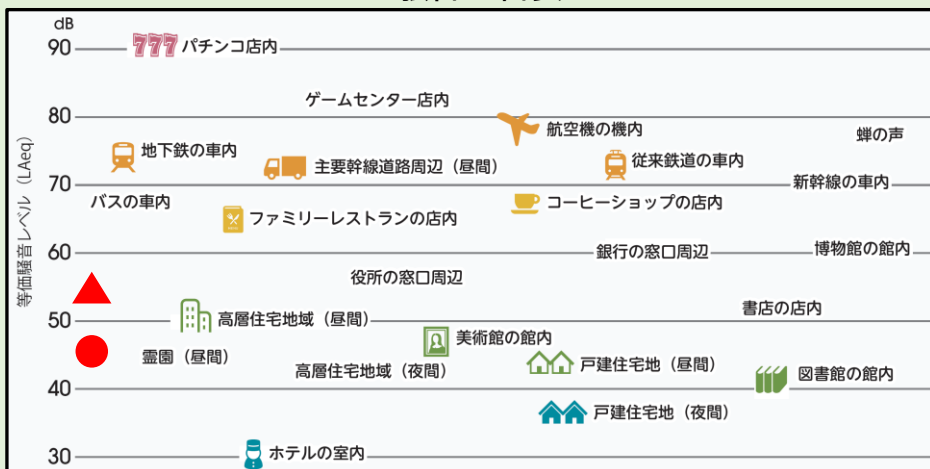 dB
90
777 パチンコ店内
ゲームセンター店内
80
航空機の機内
蝉の声
地下鉄の車内
主要幹線道路周辺（昼間）
従来鉄道の車内
70
新幹線の車内
バスの車内
ファミリーレストランの店内
コーヒーショップの店内
等価騒音レベル（LAeq）
60
銀行の窓口周辺
博物館の館内
役所の窓口周辺
書店の店内
50
高層住宅地域（昼間）
美術館の館内
霊園（昼間）
高層住宅地域（夜間）
戸建住宅地（昼間）
図書館の館内
40
戸建住宅地（夜間）
30
ホテルの室内